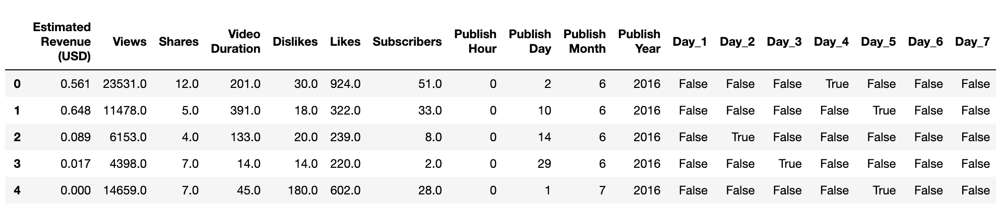 Estimated Revenue (USD) Views Shares Video Duration Dislikes Likes Subscribers Publish Hour Publish Day Publish Month Publish Year Day_1 Day_2 Day_3 Day_4 Day_5 Day_6 Day_7
0 0.561 23531.0 12.0 201.0 30.0 924.0 51.0 0 2 6 2016 False False False True False False False
1 0.648 11478.0 5.0 391.0 18.0 322.0 33.0 0 10 6 2016 False False False False True False False
2 0.089 6153.0 4.0 133.0 20.0 239.0 8.0 0 14 6 2016 False True False False False False False
3 0.017 4398.0 7.0 14.0 14.0 220.0 2.0 0 29 6 2016 False False True False False False False
4 0.000 14659.0 7.0 45.0 180.0 602.0 28.0 0 1 7 2016 False False False False True False False